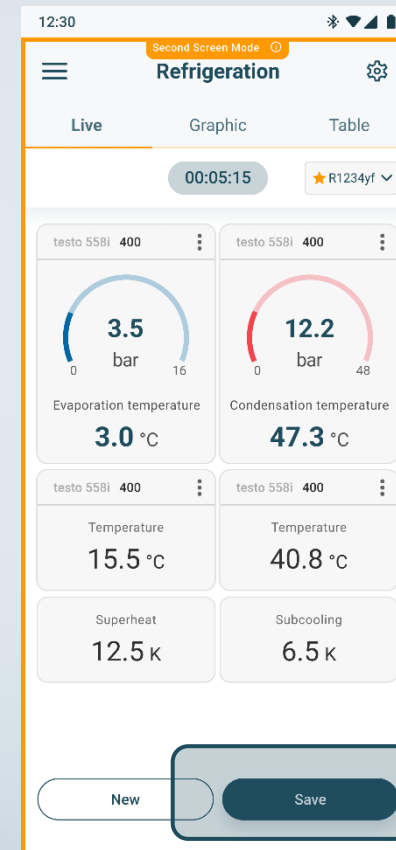 12:30
Second Screen Mode
Refrigeration
Live Graphic Table
00:05:15 R1234yf
testo 558i 400 testo 558i 400
3.5 12.2
bar bar
0 16 0 48
Evaporation temperature Condensation temperature
3.0 °C 47.3 °C
testo 558i 400 testo 558i 400
Temperature Temperature
15.5 °C 40.8 °C
Superheat Subcooling
12.5 K 6.5 K
New Save